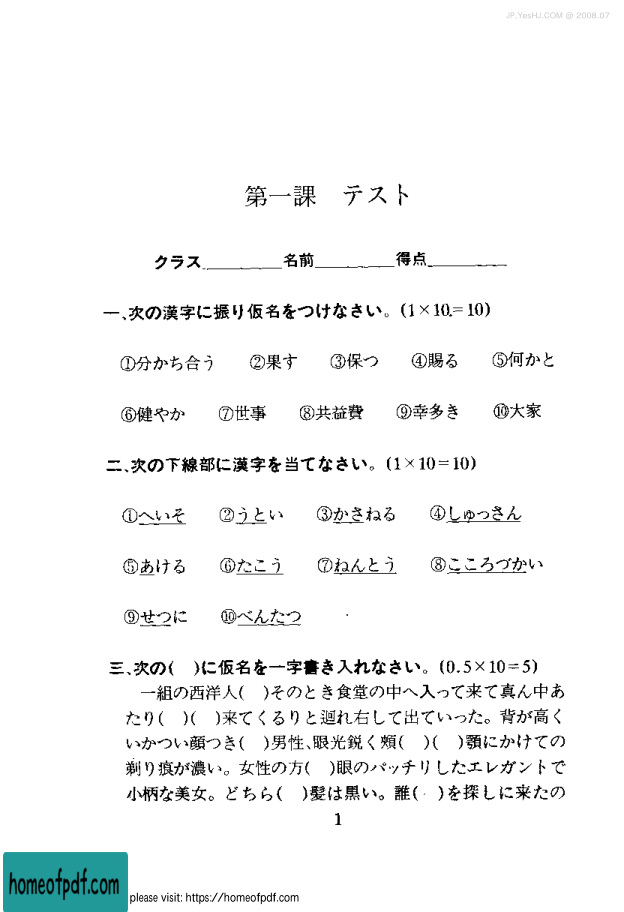 JP.YesHJ.COM @ 2008.07
第一課　テスト
クラス________名前________得点________
一、次の漢字に振り仮名をつけなさい。(1×10.=10)
①分かち合う　②果す　③保つ　④賜る　⑤何かと
⑥健やか　⑦世事　⑧共益費　⑨幸多き　⑩大家
二、次の下線部に漢字を当てなさい。(1×10=10)
①へいそ　②うとい　③かさねる　④しゅっさん
⑤あける　⑥たこう　⑦ねんとう　⑧こころづかい
⑨せつに　⑩べんたつ
三、次の(　)に仮名を一字書き入れなさい。(0.5×10=5)
一組の西洋人(　)そのとき食堂の中へ入って来て真ん中あ
たり(　)(　)来てくるりと迴れ右して出ていった。背が高く
いかつい顔つき(　)男性、眼光鋭く頰(　)(　)顎にかけての
剃り痕が濃い。女性の方(　)眼のパッチリしたエレガントで
小柄な美女。どちら(　)髪は黒い。誰(　)を探しに来たの
1
homeofpdf.com
please visit: https://homeofpdf.com